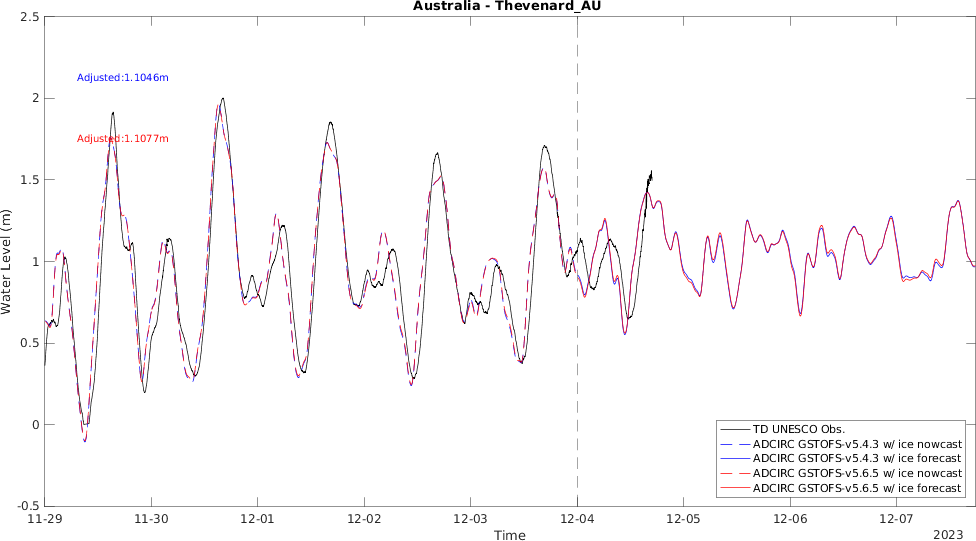 Australia - Thevenard_AU
2.5
2
1.5
1
0.5
0
-0.5
Water Level (m)
Adjusted:1.1046m
Adjusted:1.1077m
TD UNESCO Obs.
ADCIRC GSTOFS-v5.4.3 w/ ice nowcast
ADCIRC GSTOFS-v5.4.3 w/ ice forecast
ADCIRC GSTOFS-v5.6.5 w/ ice nowcast
ADCIRC GSTOFS-v5.6.5 w/ ice forecast
11-29 11-30 12-01 12-02 12-03 12-04 12-05 12-06 12-07
Time
2023